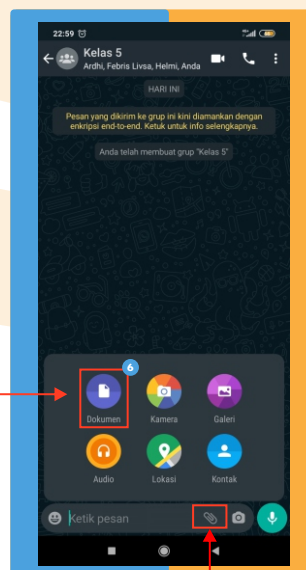 22:59
Kelas 5
Ardhi, Febris Livsa, Helmi, Anda
HARI INI
Pesan yang dikirim ke grup ini kini diamankan dengan
enkripsi end-to-end. Ketuk untuk info selengkapnya.
Anda telah membuat grup "Kelas 5"
6
Dokumen Kamera Galeri
Audio Lokasi Kontak
Ketik pesan